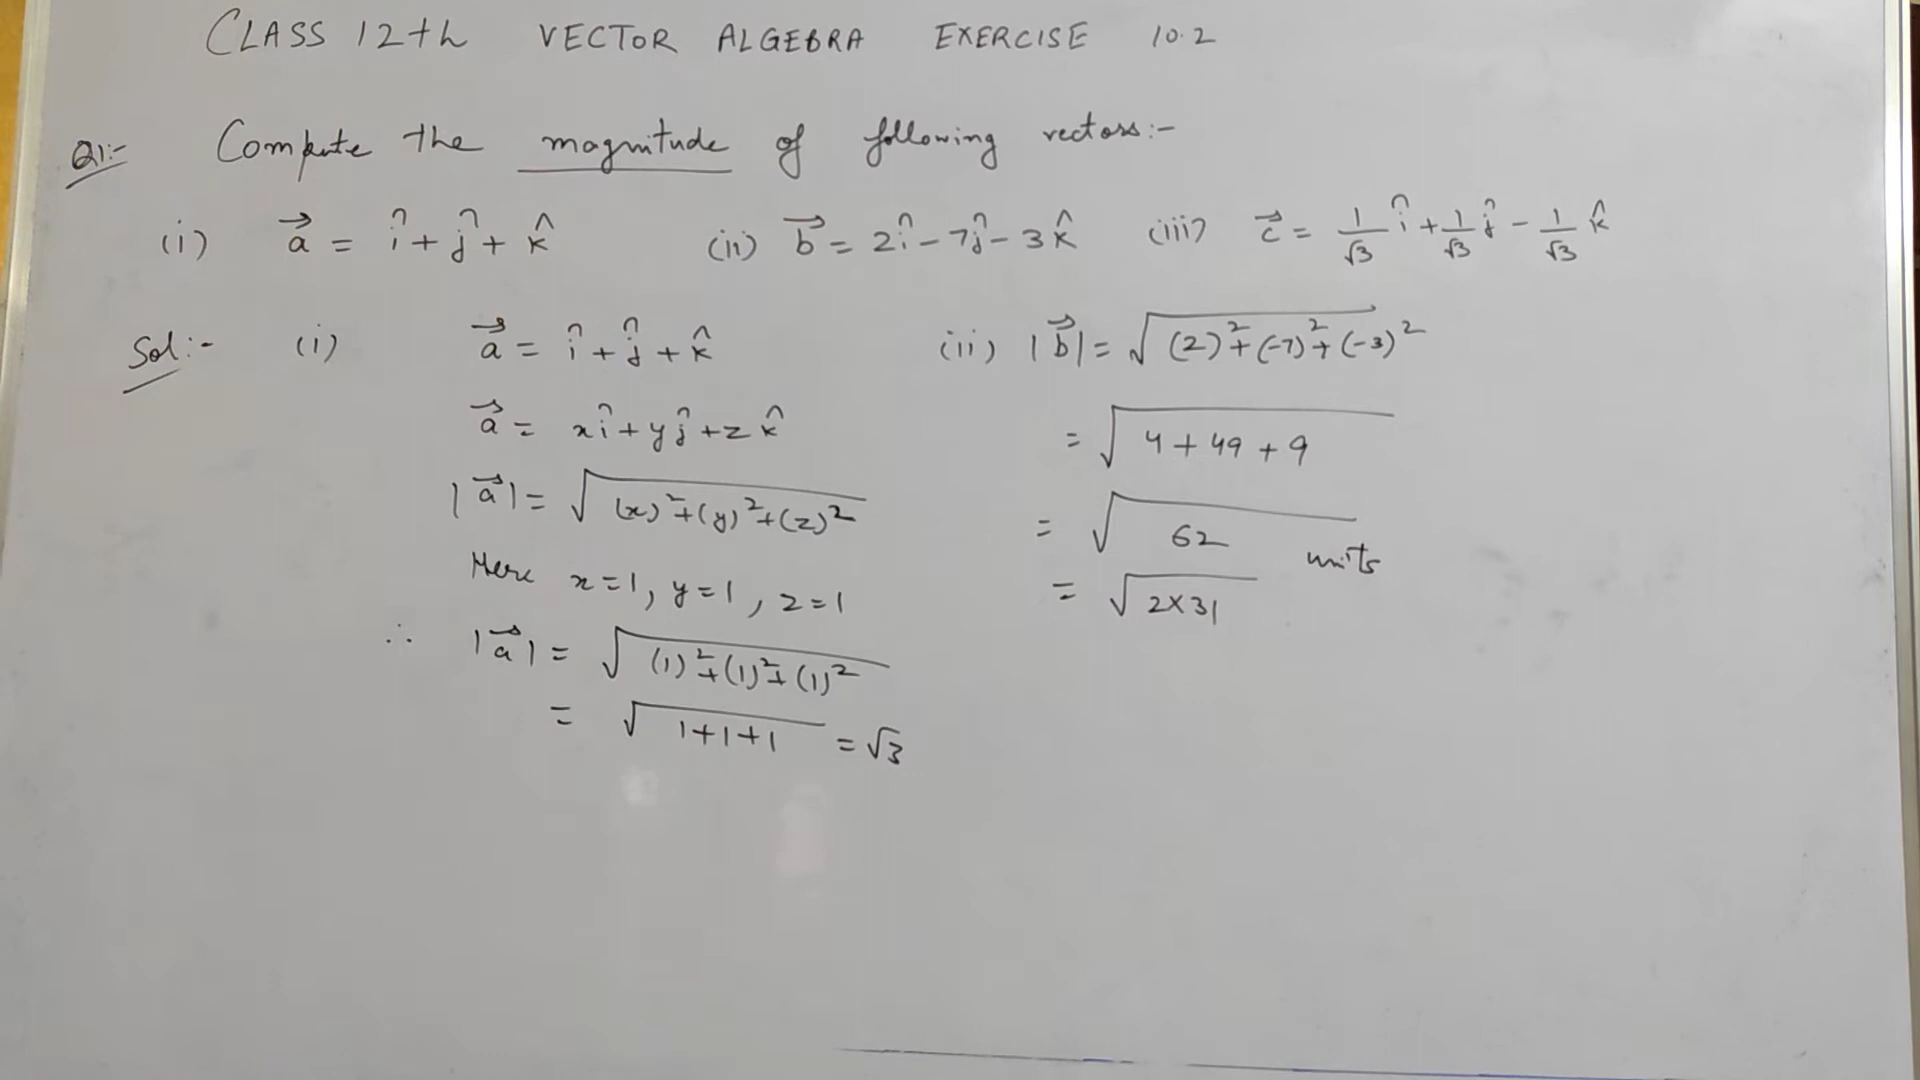 CLASS 12th VECTOR ALGEBRA EXERCISE 10.2
Q1:- Compute the magnitude of following vectors:-
(i) a⃗ = î + ĵ + k̂ (ii) b⃗ = 2î - 7ĵ - 3k̂ (iii) c⃗ = 1/√3 î + 1/√3 ĵ - 1/√3 k̂
Sol:- (i) a⃗ = î + ĵ + k̂
a⃗ = xî + yĵ + zk̂
|a⃗| = √((x)² + (y)² + (z)²)
Here x=1, y=1, z=1
∴ |a⃗| = √((1)² + (1)² + (1)²)
= √(1+1+1) = √3
(ii) |b⃗| = √((2)² + (-7)² + (-3)²)
= √(4 + 49 + 9)
= √62 units
= √(2×31)